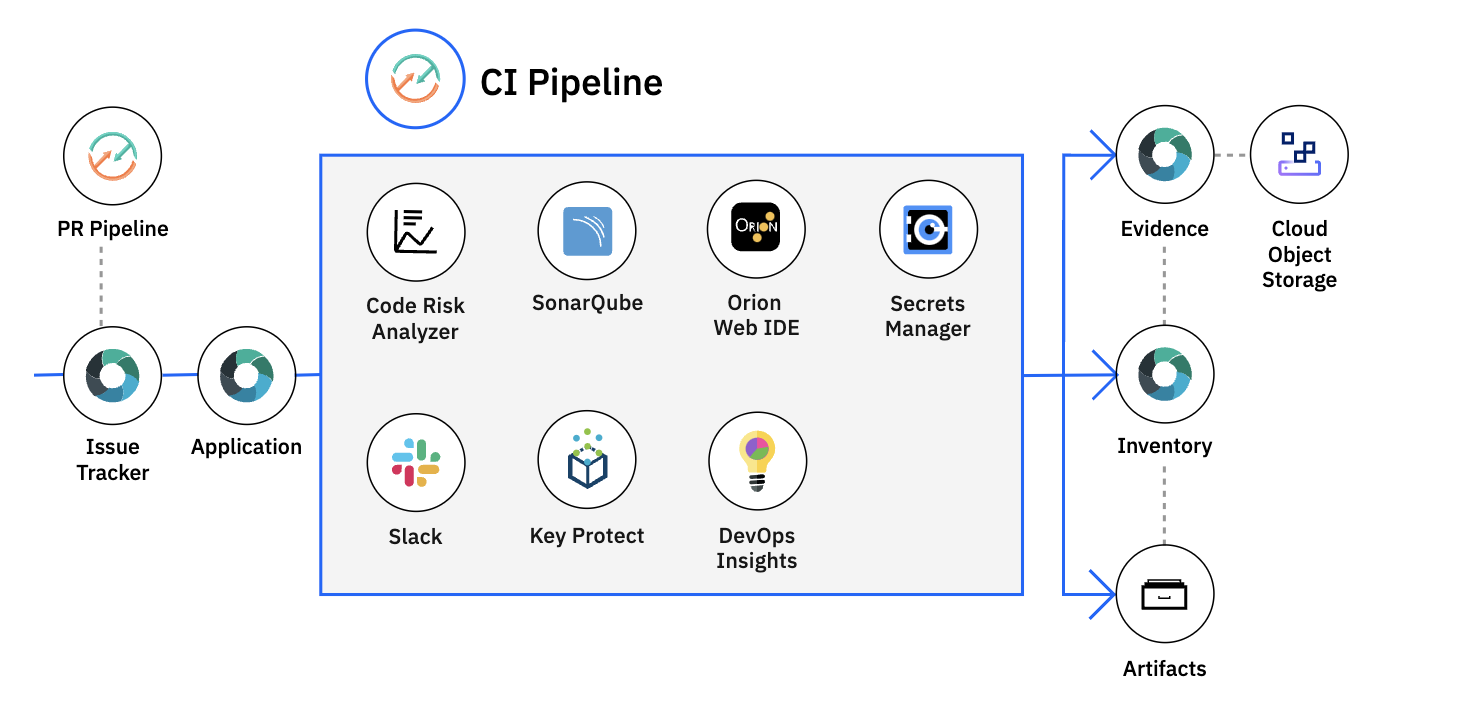 CI Pipeline
PR Pipeline
Issue
Tracker
Application
Code Risk
Analyzer
SonarQube
ORION
Orion
Web IDE
Secrets
Manager
Slack
Key Protect
DevOps
Insights
Evidence
Cloud
Object
Storage
Inventory
Artifacts